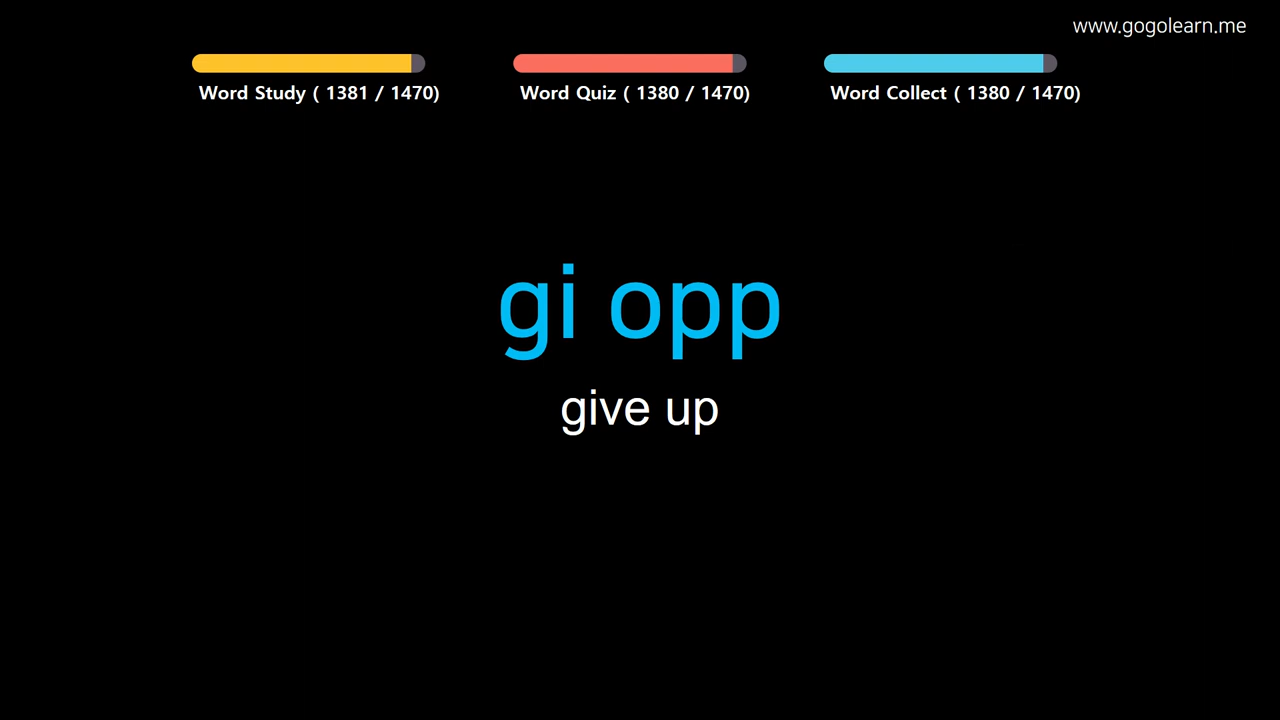 www.gogolearn.me
Word Study ( 1381 / 1470)
Word Quiz ( 1380 / 1470)
Word Collect ( 1380 / 1470)
gi opp
give up